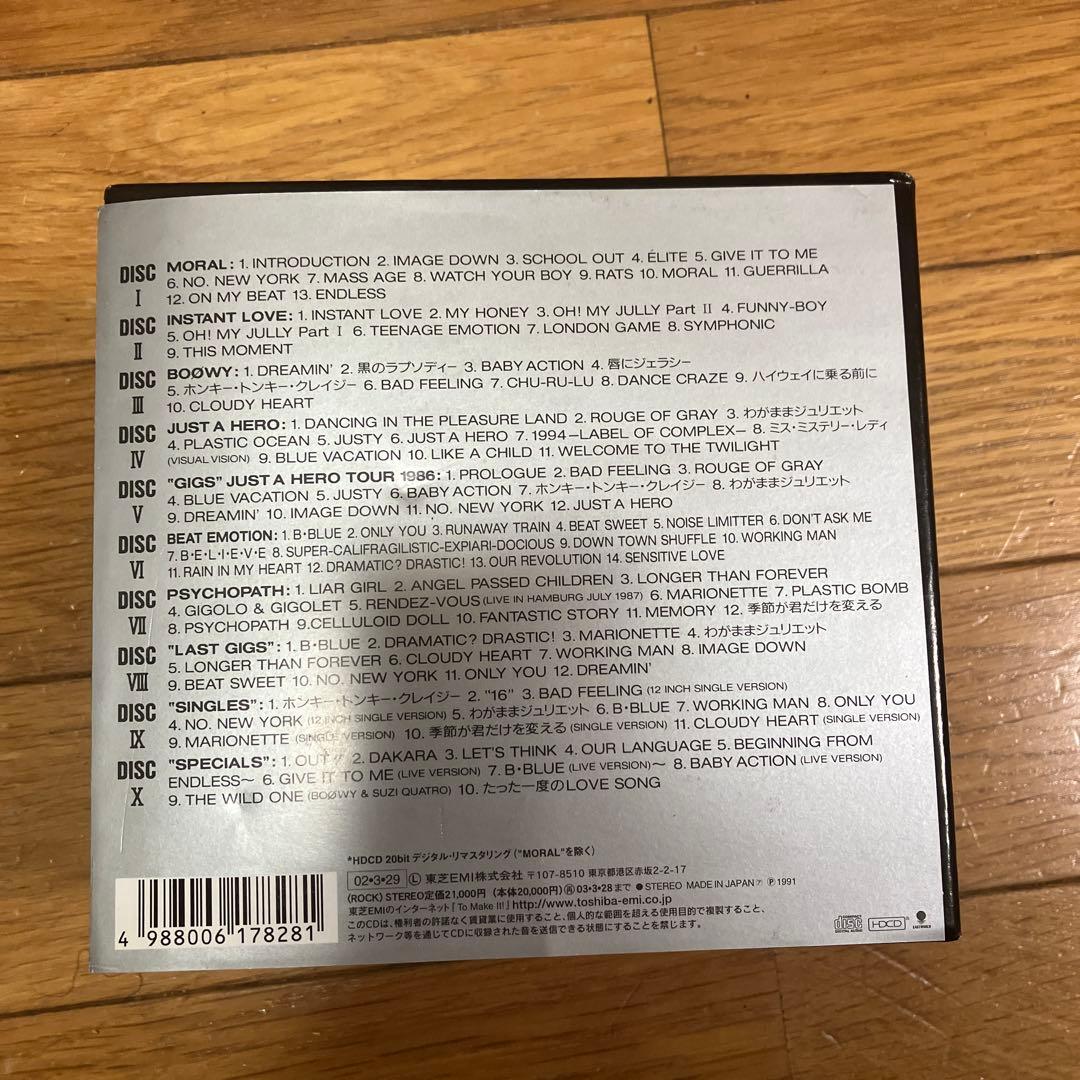 DISC I MORAL: 1. INTRODUCTION 2. IMAGE DOWN 3. SCHOOL OUT 4. ÉLITE 5. GIVE IT TO ME
6. NO. NEW YORK 7. MASS AGE 8. WATCH YOUR BOY 9. RATS 10. MORAL 11. GUERRILLA
12. ON MY BEAT 13. ENDLESS
DISC II INSTANT LOVE: 1. INSTANT LOVE 2. MY HONEY 3. OH! MY JULLY Part II 4. FUNNY-BOY
5. OH! MY JULLY Part I 6. TEENAGE EMOTION 7. LONDON GAME 8. SYMPHONIC
9. THIS MOMENT
DISC III BOØWY: 1. DREAMIN' 2. 黒のラプソディー 3. BABY ACTION 4. 唇にジェラシー
5. ホンキー・トンキー・クレイジー 6. BAD FEELING 7. CHU-RU-LU 8. DANCE CRAZE 9. ハイウェイに乗る前に
10. CLOUDY HEART
DISC IV JUST A HERO: 1. DANCING IN THE PLEASURE LAND 2. ROUGE OF GRAY 3. わがままジュリエット
4. PLASTIC OCEAN 5. JUSTY 6. JUST A HERO 7. 1994 –LABEL OF COMPLEX– 8. ミス・ミステリー・レディ
(VISUAL VISION) 9. BLUE VACATION 10. LIKE A CHILD 11. WELCOME TO THE TWILIGHT
DISC V "GIGS" JUST A HERO TOUR 1986: 1. PROLOGUE 2. BAD FEELING 3. ROUGE OF GRAY
4. BLUE VACATION 5. JUSTY 6. BABY ACTION 7. ホンキー・トンキー・クレイジー 8. わがままジュリエット
9. DREAMIN' 10. IMAGE DOWN 11. NO. NEW YORK 12. JUST A HERO
DISC VI BEAT EMOTION: 1. B・BLUE 2. ONLY YOU 3. RUNAWAY TRAIN 4. BEAT SWEET 5. NOISE LIMITTER 6. DON'T ASK ME
7. B・E・L・I・E・V・E 8. SUPER-CALIFRAGILISTIC-EXPIARI-DOCIOUS 9. DOWN TOWN SHUFFLE 10. WORKING MAN
11. RAIN IN MY HEART 12. DRAMATIC? DRASTIC! 13. OUR REVOLUTION 14. SENSITIVE LOVE
DISC VII PSYCHOPATH: 1. LIAR GIRL 2. ANGEL PASSED CHILDREN 3. LONGER THAN FOREVER
4. GIGOLO & GIGOLET 5. RENDEZ-VOUS (LIVE IN HAMBURG JULY 1987) 6. MARIONETTE 7. PLASTIC BOMB
8. PSYCHOPATH 9.CELLULOID DOLL 10. FANTASTIC STORY 11. MEMORY 12. 季節が君だけを変える
DISC VIII "LAST GIGS": 1. B・BLUE 2. DRAMATIC? DRASTIC! 3. MARIONETTE 4. わがままジュリエット
5. LONGER THAN FOREVER 6. CLOUDY HEART 7. WORKING MAN 8. IMAGE DOWN
9. BEAT SWEET 10. NO. NEW YORK 11. ONLY YOU 12. DREAMIN'
DISC IX "SINGLES": 1. ホンキー・トンキー・クレイジー 2. "16" 3. BAD FEELING (12 INCH SINGLE VERSION)
4. NO. NEW YORK (12 INCH SINGLE VERSION) 5. わがままジュリエット 6. B・BLUE 7. WORKING MAN 8. ONLY YOU
9. MARIONETTE (SINGLE VERSION) 10. 季節が君だけを変える (SINGLE VERSION) 11. CLOUDY HEART (SINGLE VERSION)
DISC X "SPECIALS": 1. OUT 2. DAKARA 3. LET'S THINK 4. OUR LANGUAGE 5. BEGINNING FROM
ENDLESS〜 6. GIVE IT TO ME (LIVE VERSION) 7. B・BLUE (LIVE VERSION)〜 8. BABY ACTION (LIVE VERSION)
9. THE WILD ONE (BOØWY & SUZI QUATRO) 10. たった一度のLOVE SONG
*HDCD 20bit デジタル・リマスタリング ("MORAL"を除く)
02・3・29 Ⓛ 東芝EMI株式会社 〒107-8510 東京都港区赤坂2-2-17
(ROCK) STEREO 定価21,000円 (本体20,000円) 再 03・3・28まで ● STEREO MADE IN JAPAN ℗ 1991
東芝EMIのインターネット「To Make It!」http://www.toshiba-emi.co.jp
このCDは、権利者の許諾なく賃貸業に使用すること、個人的な範囲を超える使用目的で複製すること、
ネットワーク等を通じてCDに収録された音を送信できる状態にすることを禁じます。
4 988006 178281
COMPACT DISC DIGITAL AUDIO
HDCD
EASTWORLD